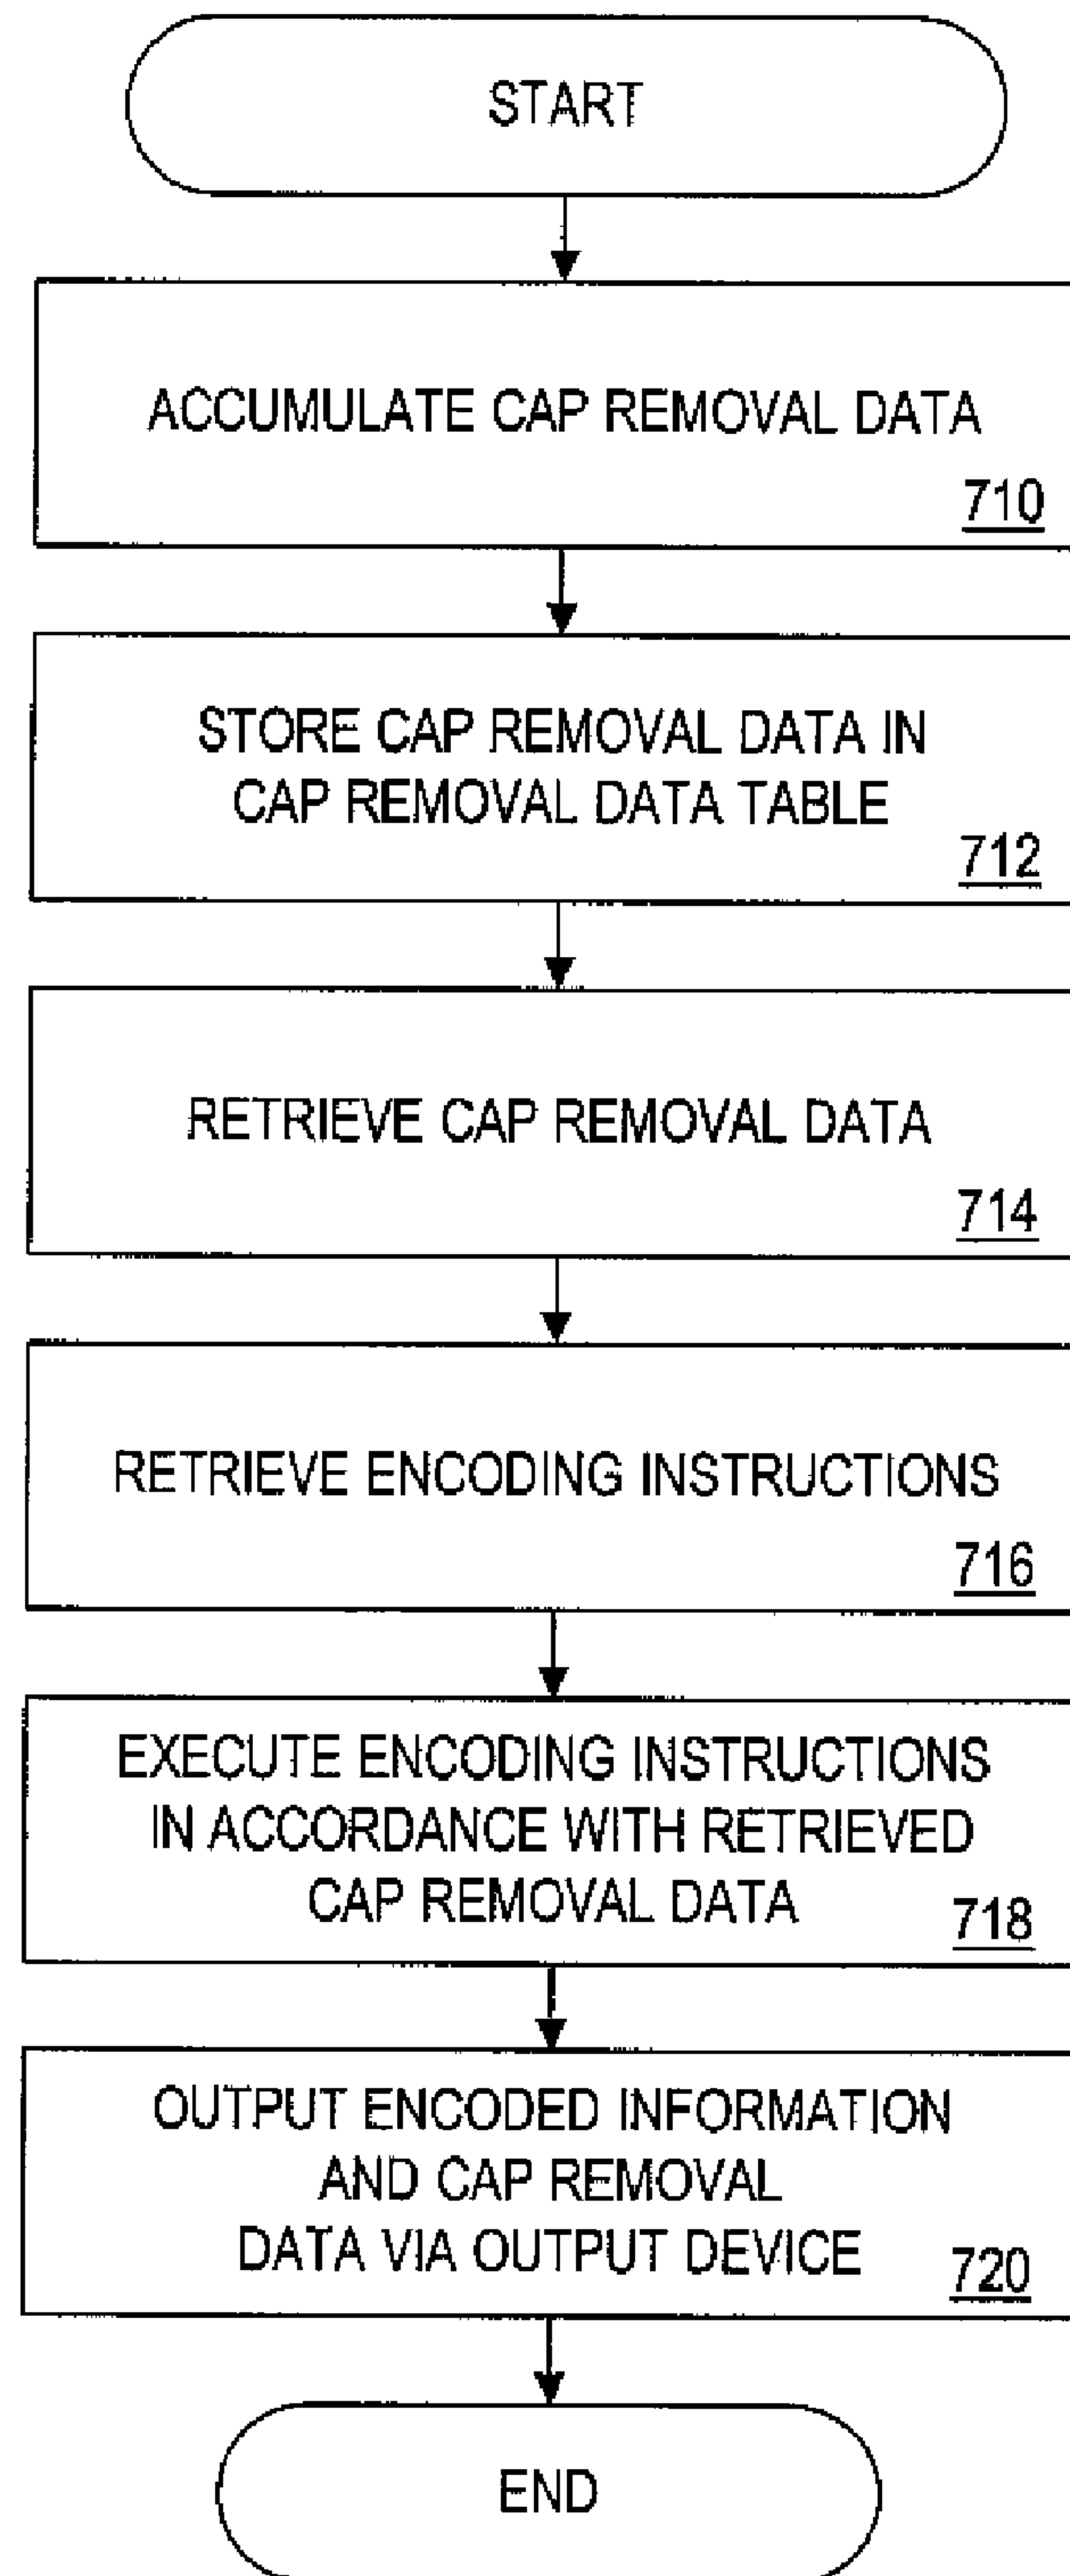 START
ACCUMULATE CAP REMOVAL DATA
710
STORE CAP REMOVAL DATA IN
CAP REMOVAL DATA TABLE
712
RETRIEVE CAP REMOVAL DATA
714
RETRIEVE ENCODING INSTRUCTIONS
716
EXECUTE ENCODING INSTRUCTIONS
IN ACCORDANCE WITH RETRIEVED
CAP REMOVAL DATA
718
OUTPUT ENCODED INFORMATION
AND CAP REMOVAL
DATA VIA OUTPUT DEVICE
720
END